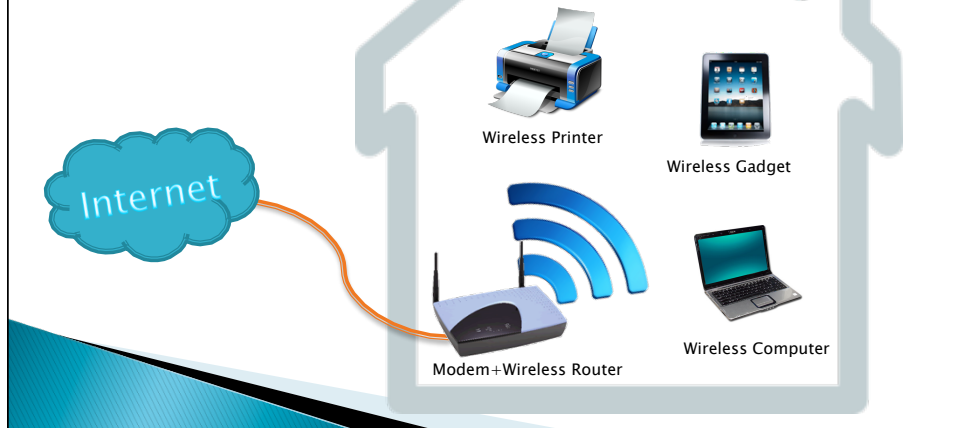 Wireless Printer
Wireless Gadget
Internet
Modem+Wireless Router
Wireless Computer